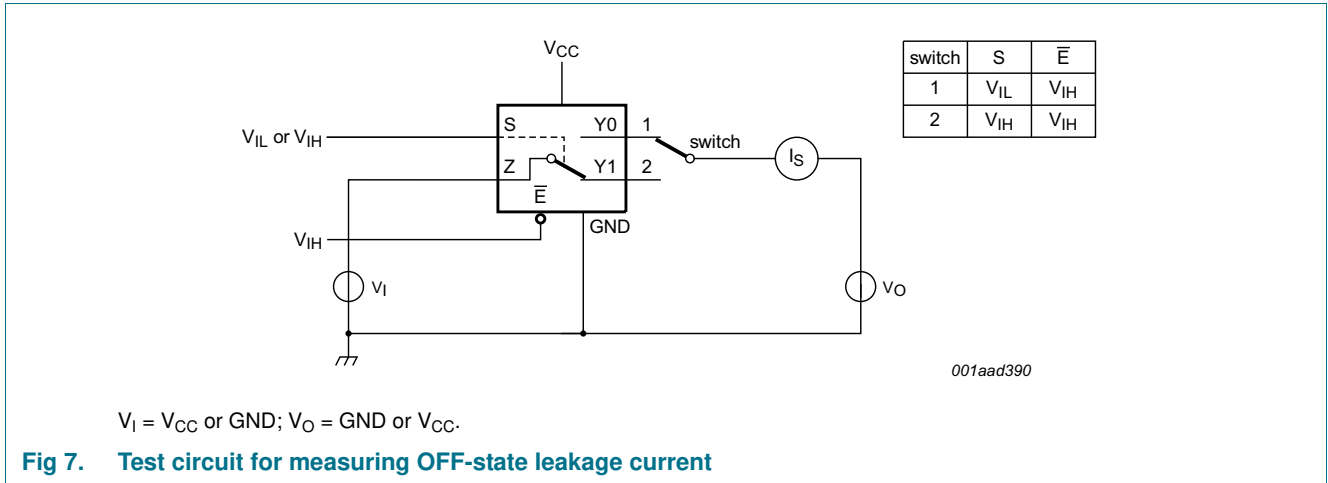 VCC
switch S E̅
1 VIL VIH
2 VIH VIH
VIL or VIH
S
Y0
1
switch
IS
Z
Y1
2
E̅
GND
VIH
VI
VO
001aad390
VI = VCC or GND; VO = GND or VCC.
Fig 7. Test circuit for measuring OFF-state leakage current